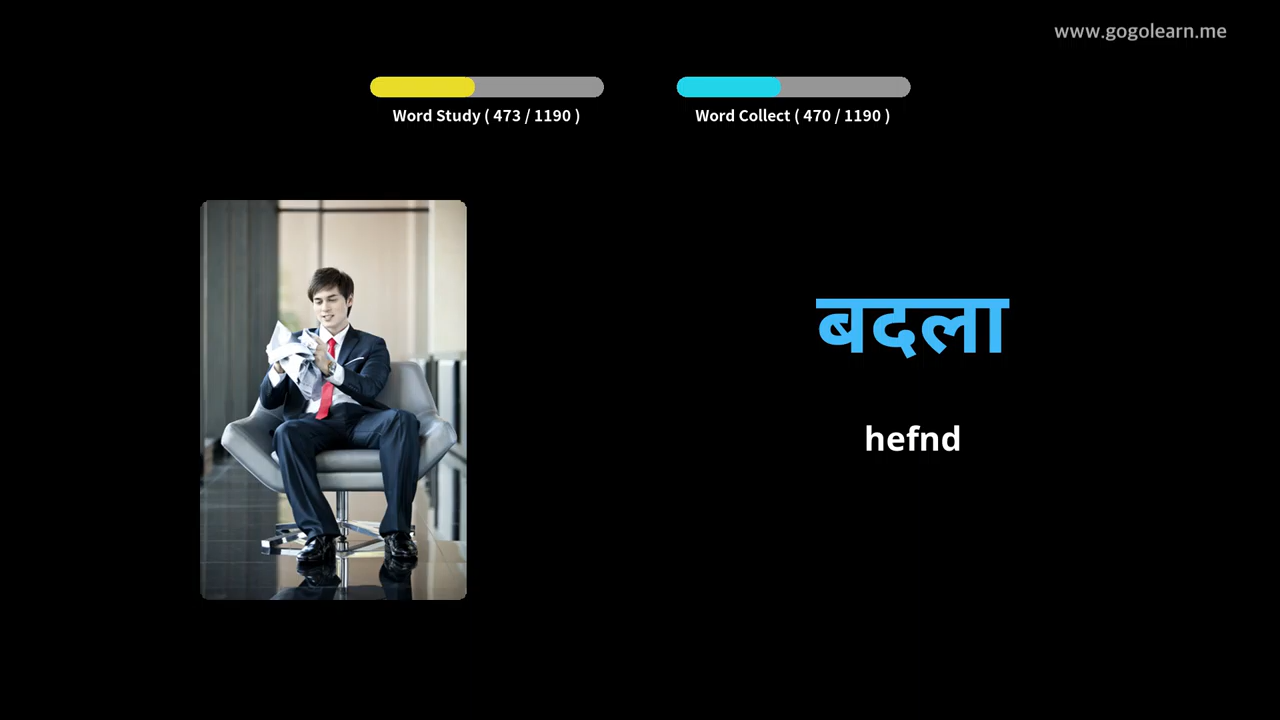 www.gogolearn.me
Word Study ( 473 / 1190 )
Word Collect ( 470 / 1190 )
बदला
hefnd